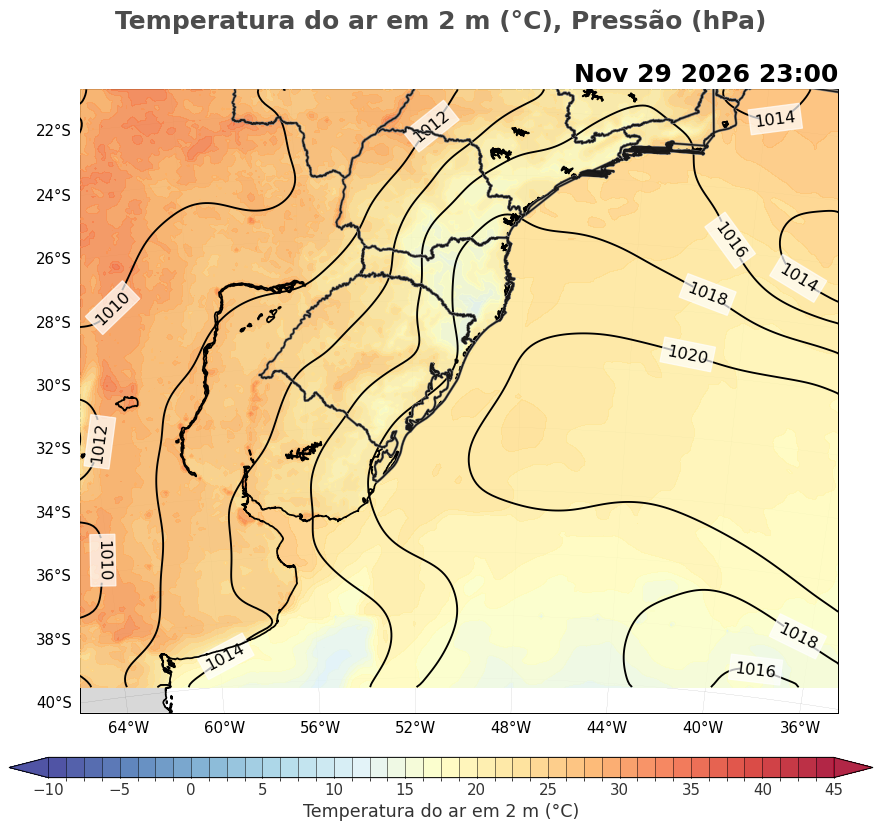 Temperatura do ar em 2 m (°C), Pressão (hPa)
Nov 29 2026 23:00
22°S
24°S
26°S
28°S
30°S
32°S
34°S
36°S
38°S
40°S
1012
1014
1016
1014
1018
1010
1020
1012
1010
1014
1018
1016
64°W 60°W 56°W 52°W 48°W 44°W 40°W 36°W
−10 −5 0 5 10 15 20 25 30 35 40 45
Temperatura do ar em 2 m (°C)